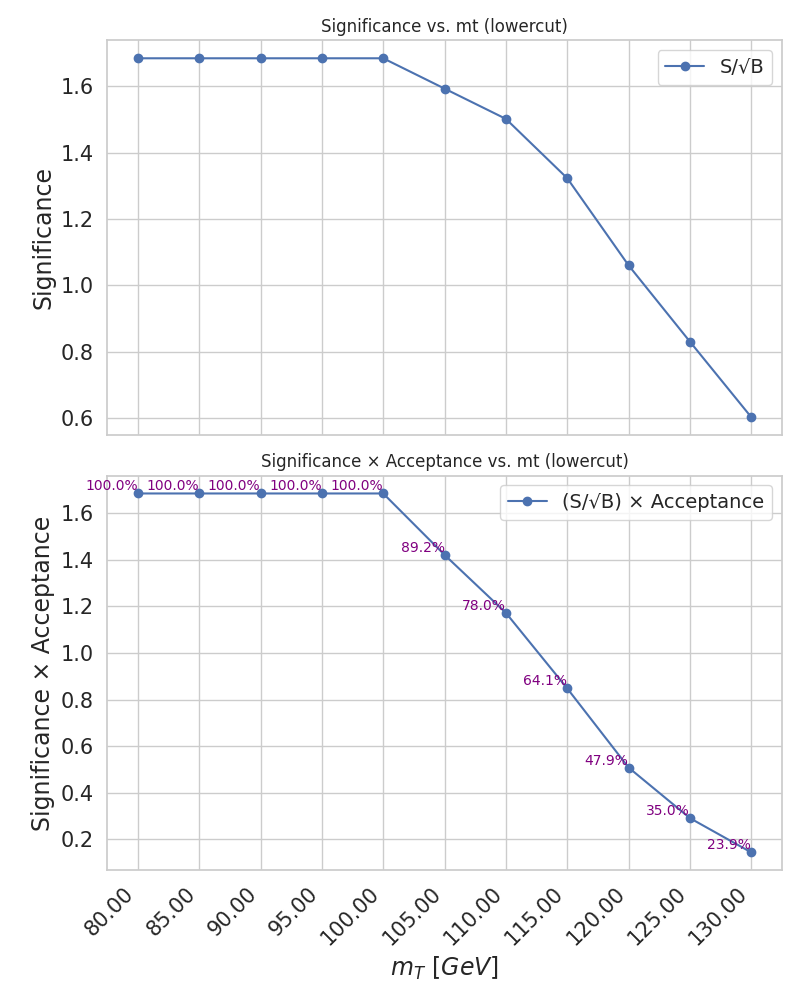 Significance vs. mt (lowercut)
S/√B
1.6
1.4
1.2
1.0
0.8
0.6
Significance
Significance × Acceptance vs. mt (lowercut)
(S/√B) × Acceptance
100.0% 100.0% 100.0% 100.0% 100.0%
89.2%
78.0%
64.1%
47.9%
35.0%
23.9%
1.6
1.4
1.2
1.0
0.8
0.6
0.4
0.2
Significance × Acceptance
80.00 85.00 90.00 95.00 100.00 105.00 110.00 115.00 120.00 125.00 130.00
m_T [GeV]